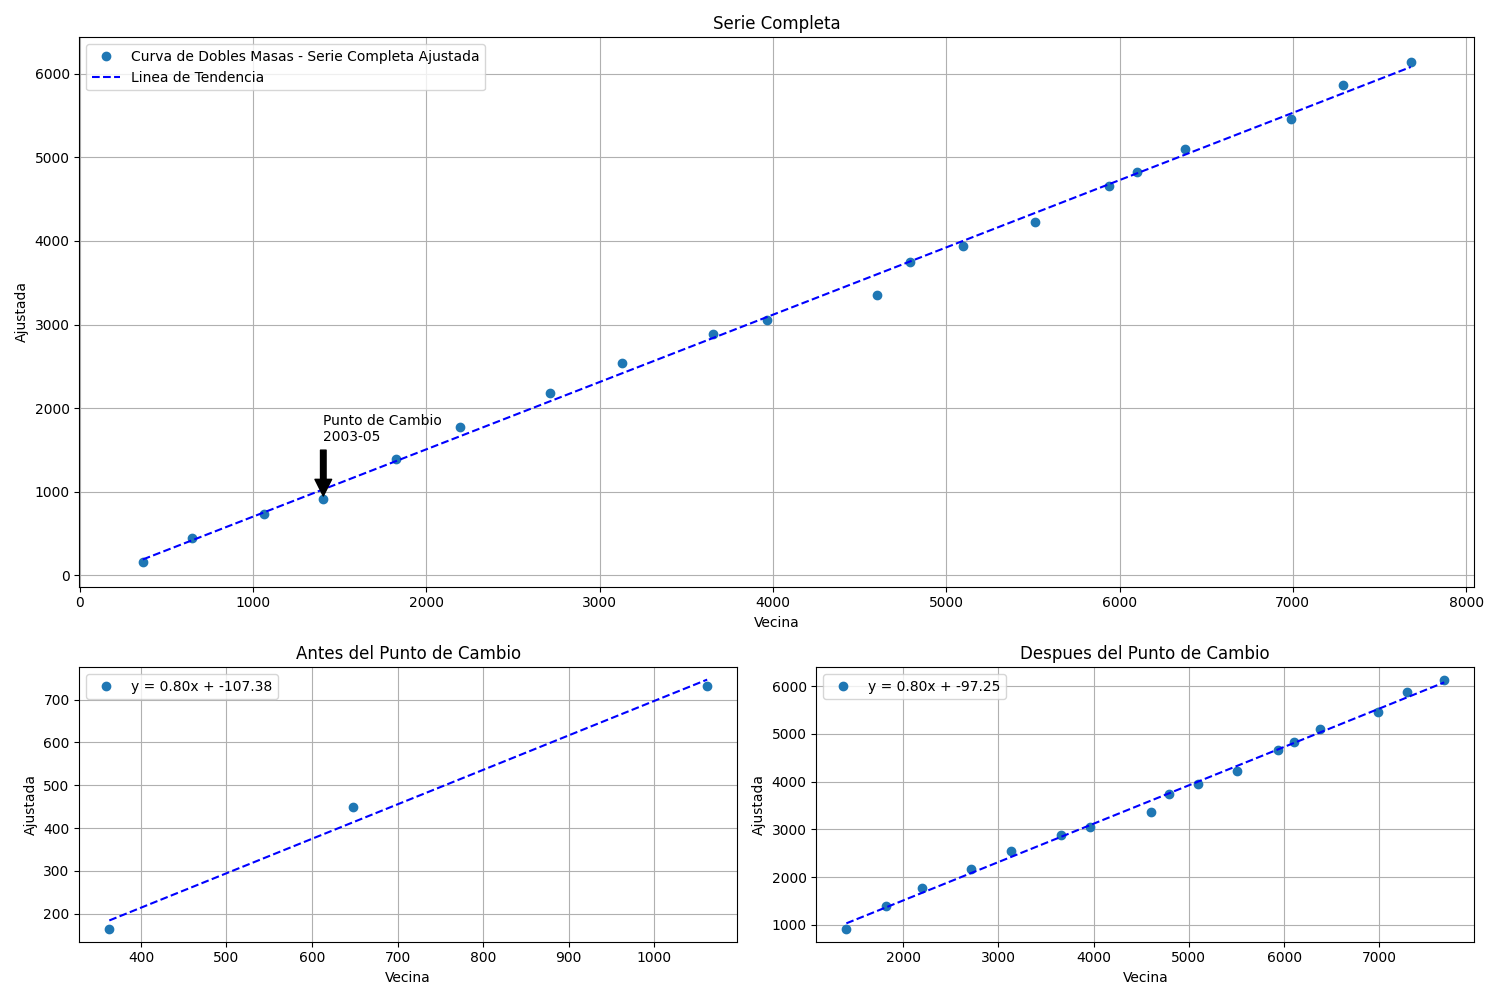 Serie Completa
Curva de Dobles Masas - Serie Completa Ajustada
Linea de Tendencia
6000
5000
4000
3000
2000
1000
0
Ajustada
Punto de Cambio
2003-05
0 1000 2000 3000 4000 5000 6000 7000 8000
Vecina
Antes del Punto de Cambio
y = 0.80x + -107.38
700
600
500
400
300
200
Ajustada
400 500 600 700 800 900 1000
Vecina
Despues del Punto de Cambio
y = 0.80x + -97.25
6000
5000
4000
3000
2000
1000
Ajustada
2000 3000 4000 5000 6000 7000
Vecina